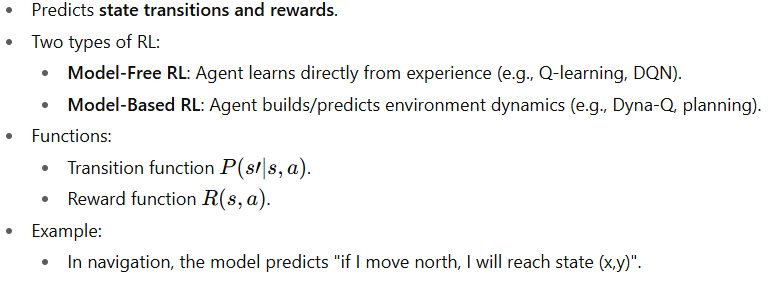 • Predicts state transitions and rewards.
• Two types of RL:
• Model-Free RL: Agent learns directly from experience (e.g., Q-learning, DQN).
• Model-Based RL: Agent builds/predicts environment dynamics (e.g., Dyna-Q, planning).
• Functions:
• Transition function P(s′|s, a).
• Reward function R(s, a).
• Example:
• In navigation, the model predicts "if I move north, I will reach state (x,y)".